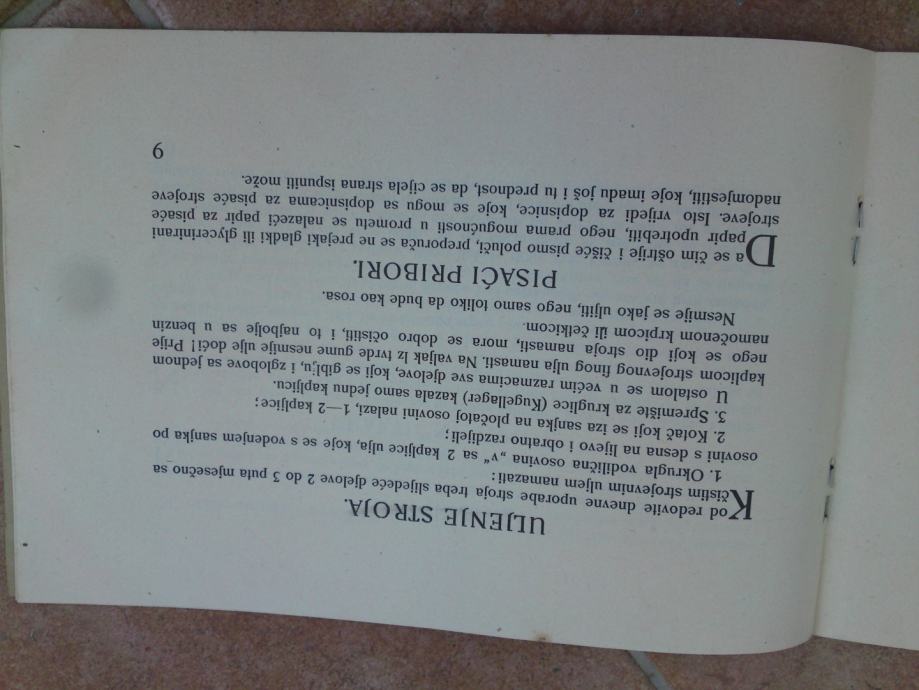 ULJENJE STROJA.
Kod redovite dnevne uporabe stroja treba slijedeće djelove 2 do 3 puta mjesečno sa
čistim strojevnim uljem namazati:
1. Okrugla vodilična osovina „v“ sa 2 kapljice, ulja, koje se s vođenjem sanjka po
osovini s desna na lijevo i obratno razdijeli;
2. Kotač koji se iza sanjka na pločatoj osovini nalazi, 1—2 kapljice;
3. Spremište za kruglice (Kugellager) kazala samo jednu kapljicu.
U ostalom se u većim razmacima sve djelove, koji se giblju, i zglobove sa jednom
kaplicom strojevnog finog ulja namasti. Na valjak iz tvrde gume nesmije ulje doći! Prije
nego se koji dio stroja namasti, mora se dobro očistiti, i to najbolje sa u benzin
namočenom krpicom ili četkicom.
Nesmije se jako uljiti, nego samo toliko da bude kao rosa.
PISAĆI PRIBORI.
Da se čim oštrije i čišće pismo poluči, preporuča se ne prejaki gladki ili glycerinirani
papir upotrebiti, nego prama mogućnosti u prometu se nalazeći papir za pisaće
strojeve. Isto vrijedi za dopisnice, koje se mogu sa dopisnicama za pisaće strojeve
nadomjestiti, koje imadu još i tu prednost, da se cijela strana ispuniti može.
9